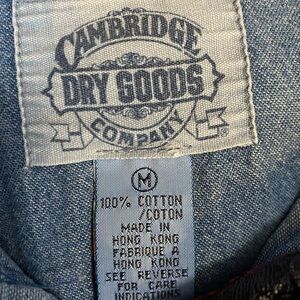 CAMBRIDGE
DRY GOODS
COMPANY
®
M
100% COTTON
/COTON
MADE IN
HONG KONG
FABRIQUE A
HONG KONG
SEE REVERSE
FOR CARE
INDICATIONS